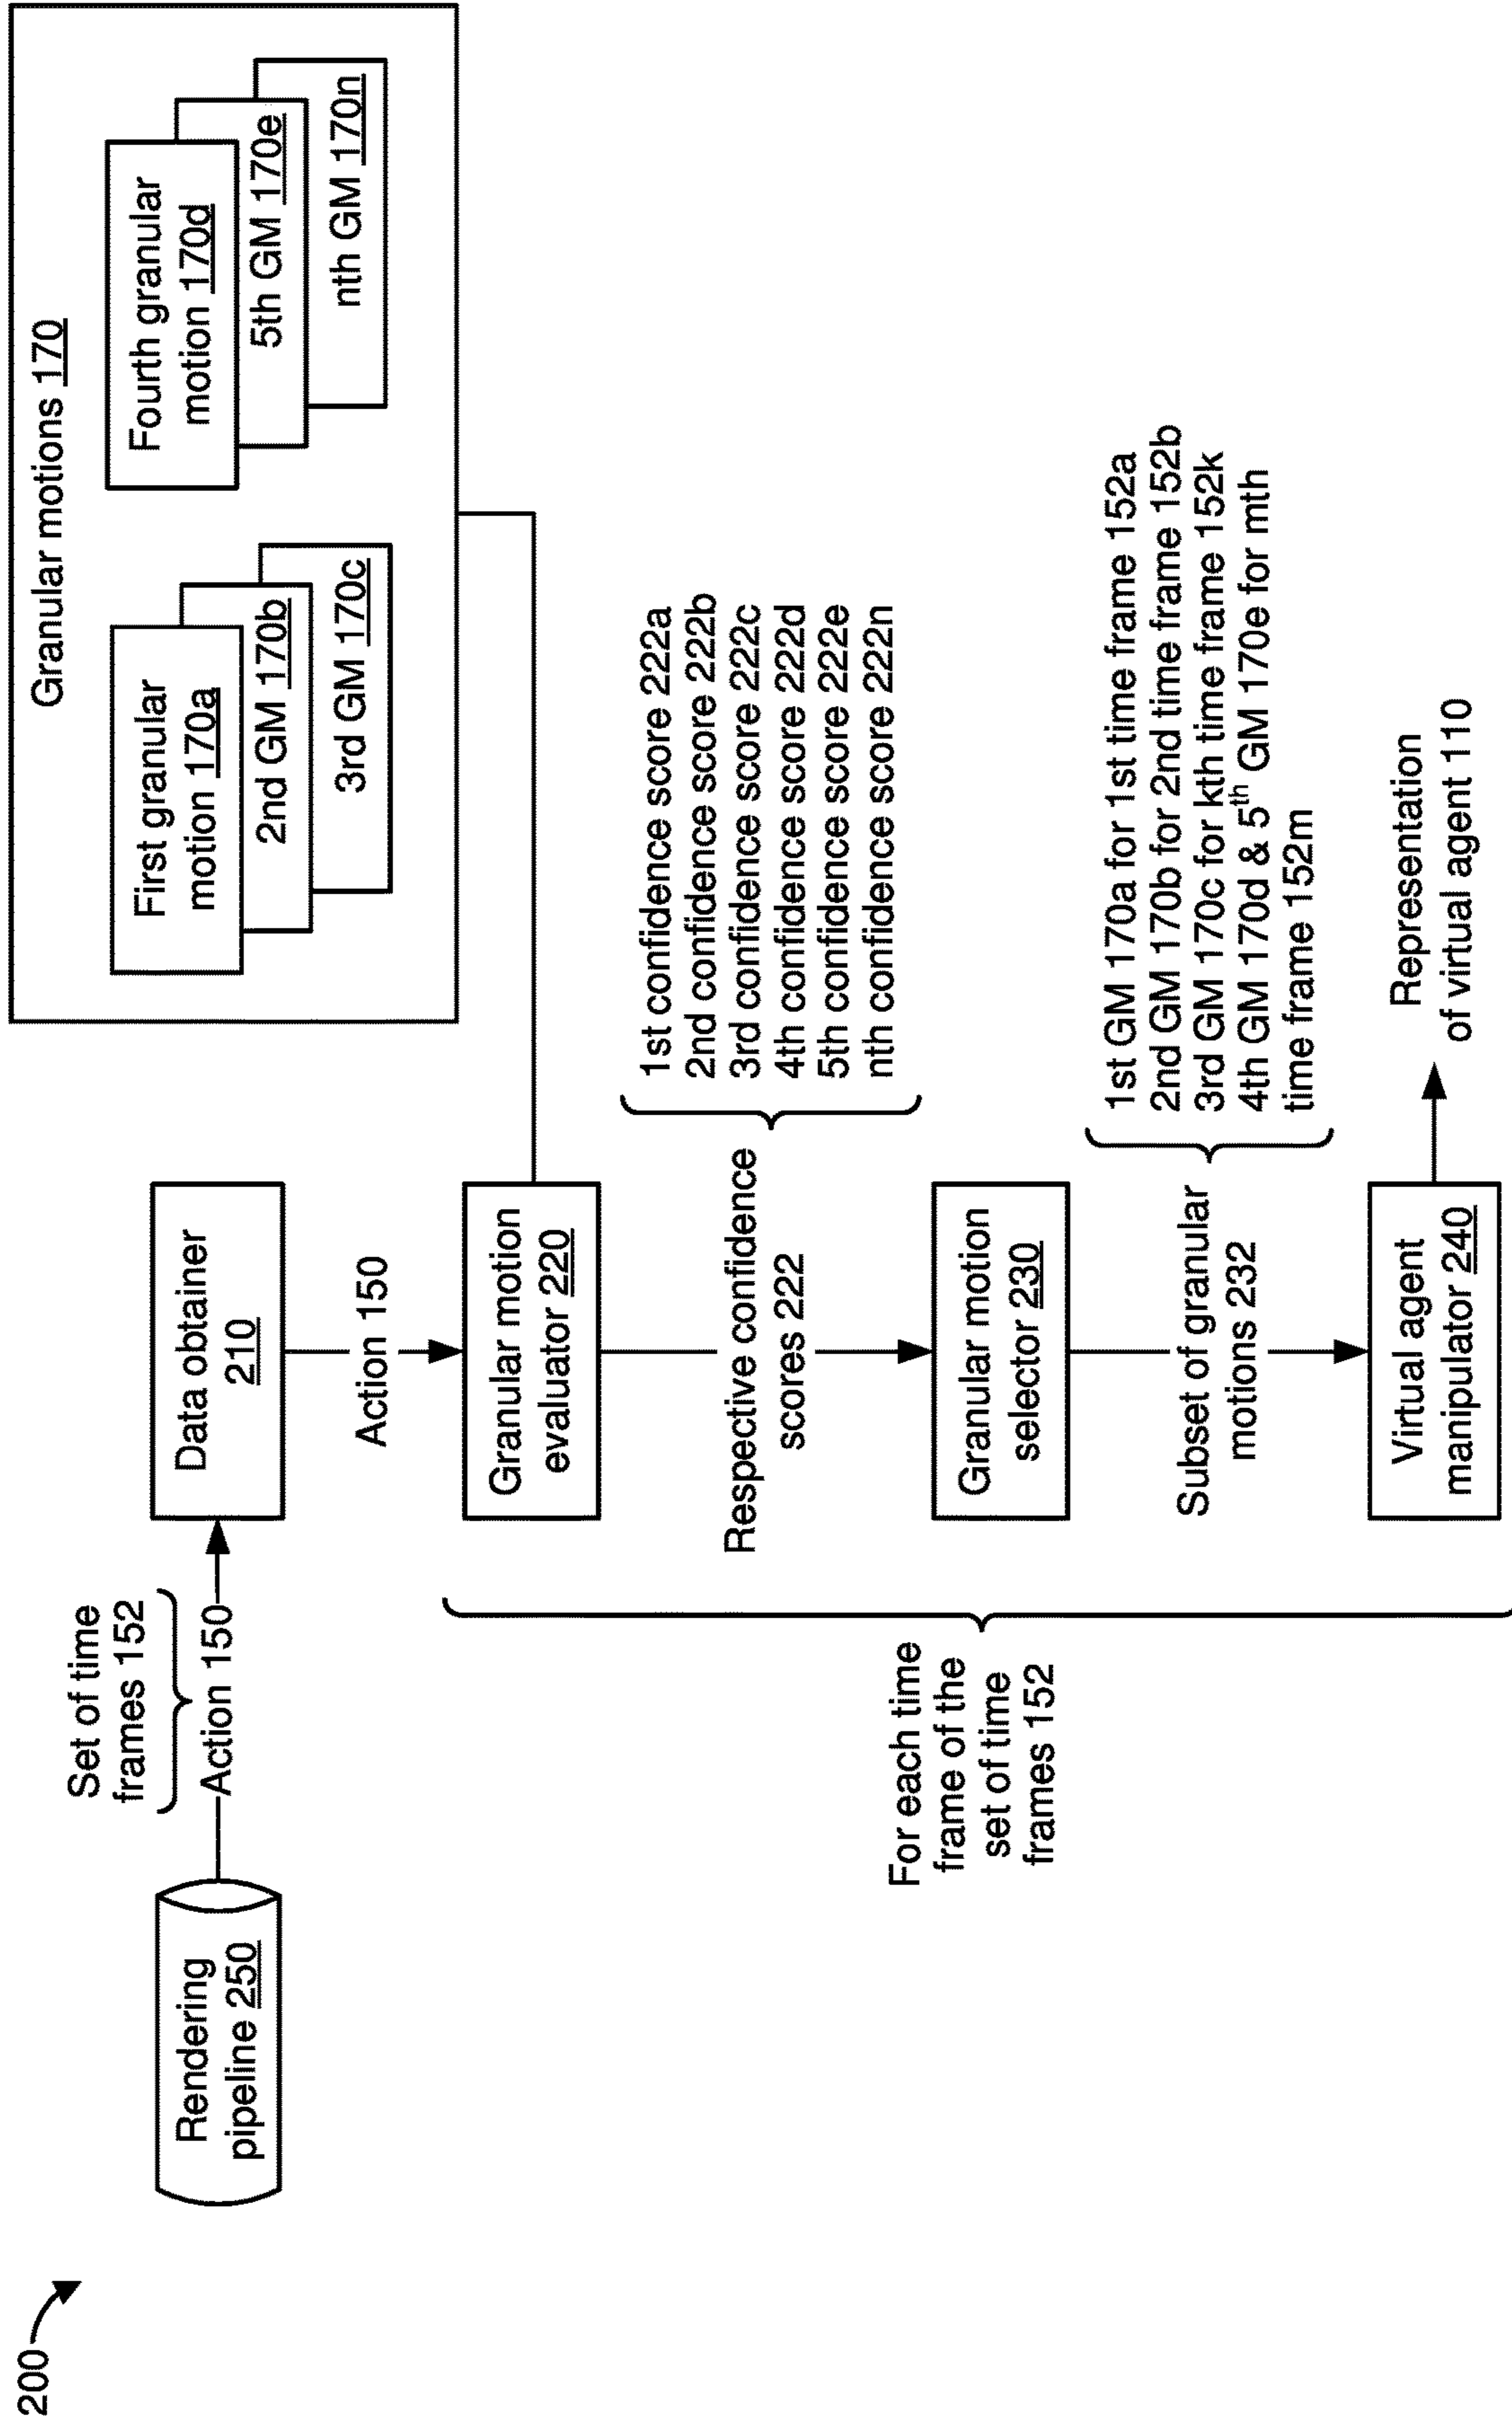 200
Rendering
pipeline 250
Set of time
frames 152
Action 150
Data obtainer
210
Action 150
Granular motions 170
First granular
motion 170a
2nd GM 170b
3rd GM 170c
Fourth granular
motion 170d
5th GM 170e
nth GM 170n
Granular motion
evaluator 220
For each time
frame of the
set of time
frames 152
Respective confidence
scores 222
1st confidence score 222a
2nd confidence score 222b
3rd confidence score 222c
4th confidence score 222d
5th confidence score 222e
nth confidence score 222n
Granular motion
selector 230
Subset of granular
motions 232
1st GM 170a for 1st time frame 152a
2nd GM 170b for 2nd time frame 152b
3rd GM 170c for kth time frame 152k
4th GM 170d & 5th GM 170e for mth
time frame 152m
Virtual agent
manipulator 240
Representation
of virtual agent 110